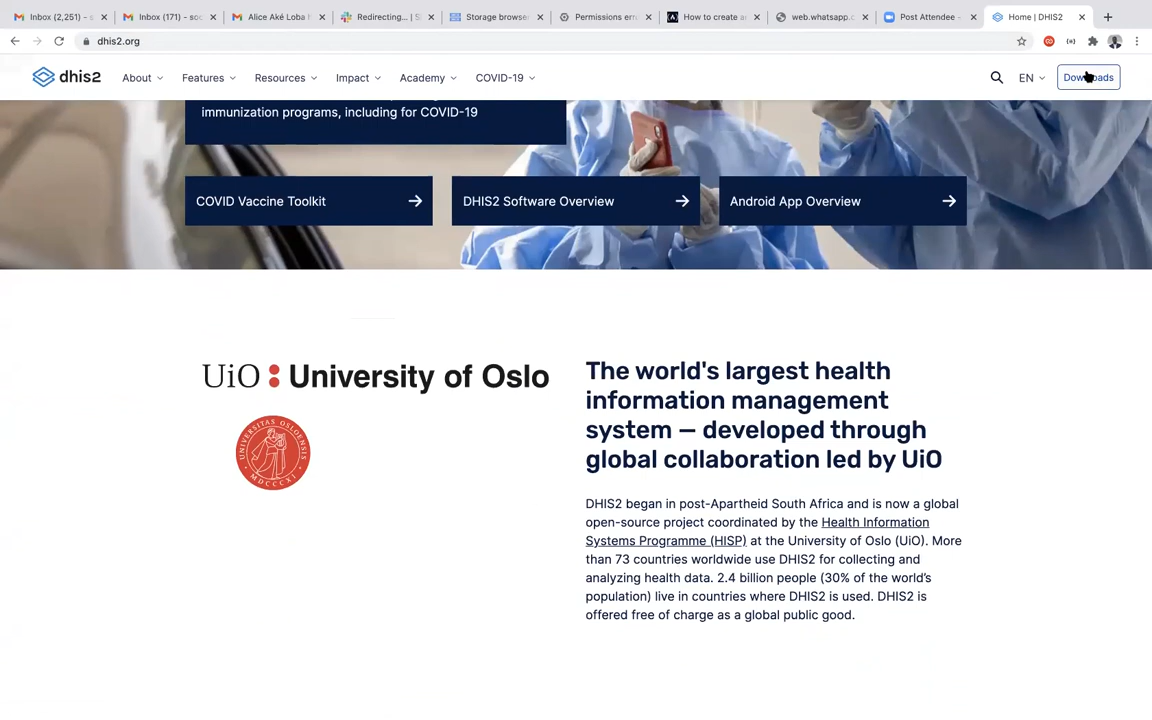 Inbox (2,251) - s
Inbox (171) - soc
Alice Aké Loba
Redirecting... | S
Storage browse
Permissions err
How to create a
web.whatsapp.c
Post Attendee -
Home | DHIS2
dhis2.org
dhis2
About
Features
Resources
Impact
Academy
COVID-19
EN
Downloads
immunization programs, including for COVID-19
COVID Vaccine Toolkit
DHIS2 Software Overview
Android App Overview
UiO : University of Oslo
UNIVERSITAS OSLOENSIS
MDCCCXI
The world's largest health
information management
system — developed through
global collaboration led by UiO
DHIS2 began in post-Apartheid South Africa and is now a global
open-source project coordinated by the Health Information
Systems Programme (HISP) at the University of Oslo (UiO). More
than 73 countries worldwide use DHIS2 for collecting and
analyzing health data. 2.4 billion people (30% of the world's
population) live in countries where DHIS2 is used. DHIS2 is
offered free of charge as a global public good.